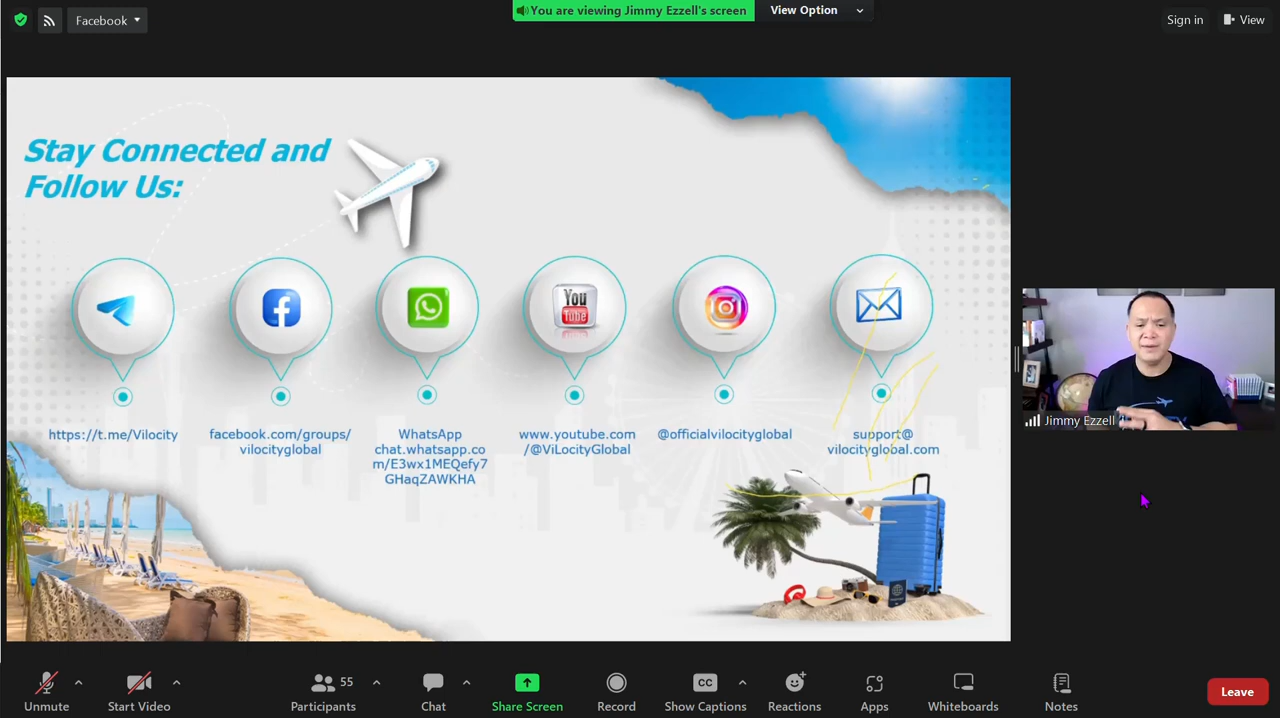 Facebook
You are viewing Jimmy Ezzell's screen
View Option
Sign in
View
Stay Connected and
Follow Us:
You
Tube
https://t.me/Vilocity
facebook.com/groups/
vilocityglobal
WhatsApp
chat.whatsapp.co
m/E3wx1MEQefy7
GHaqZAWKHA
www.youtube.com
/@ViLocityGlobal
@officialvilocityglobal
support@
vilocityglobal.com
Jimmy Ezzell
Unmute
Start Video
55
Participants
Chat
Share Screen
Record
CC
Show Captions
Reactions
Apps
Whiteboards
Notes
Leave